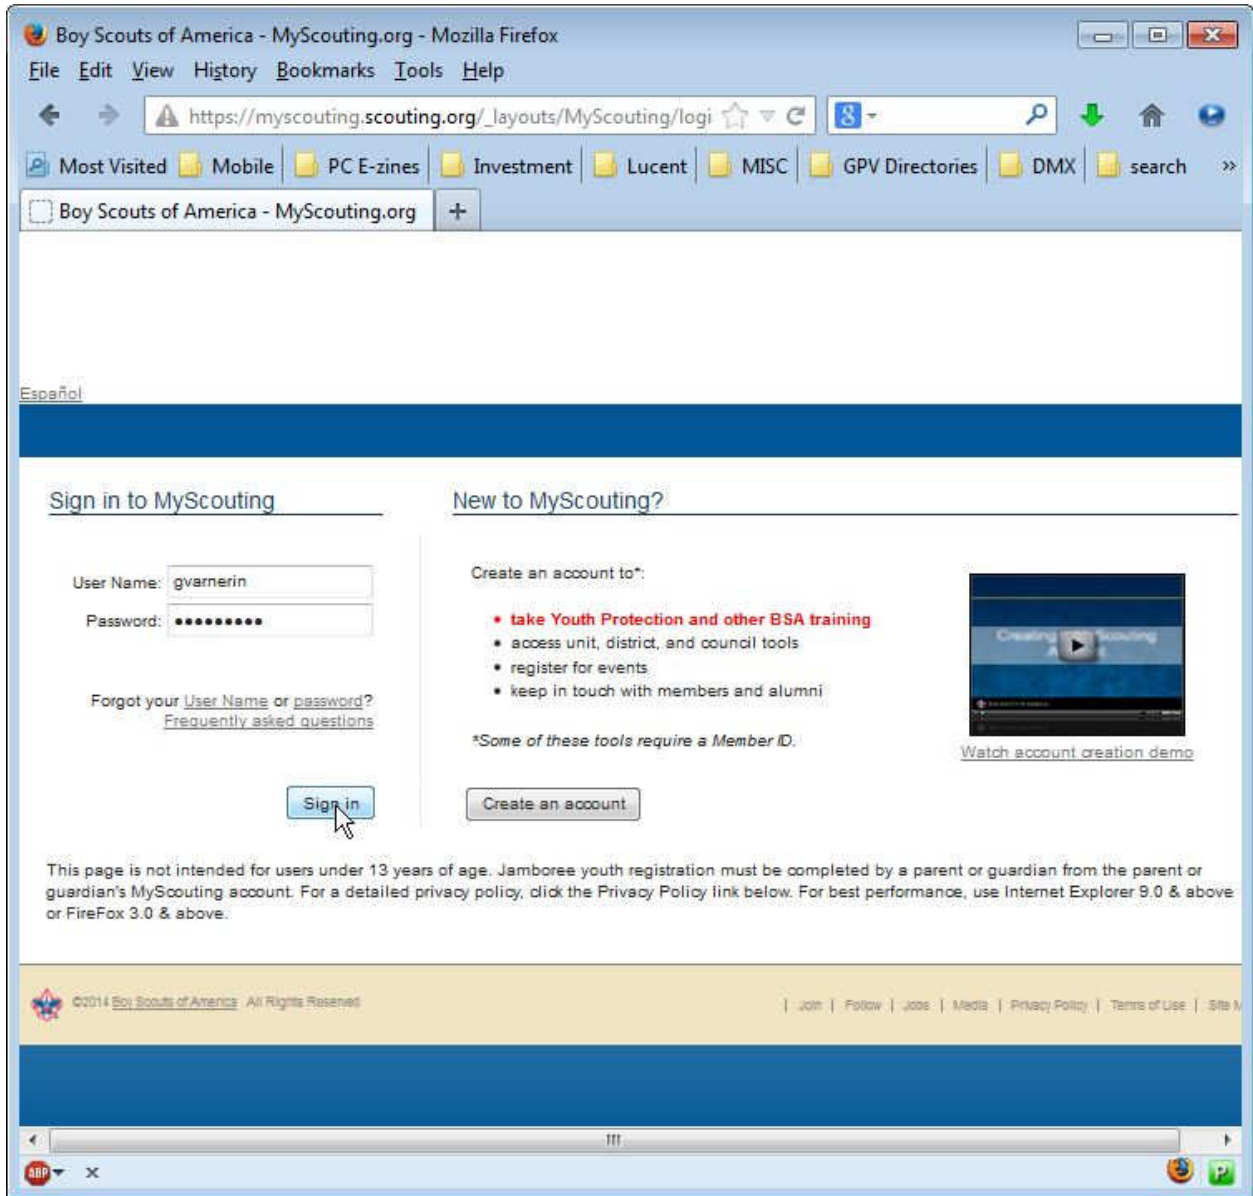 Boy Scouts of America - MyScouting.org - Mozilla Firefox
File Edit View History Bookmarks Tools Help
https://myscouting.scouting.org/_layouts/MyScouting/logi 8
Most Visited Mobile PC E-zines Investment Lucent MISC GPV Directories DMX search »
Boy Scouts of America - MyScouting.org +
Español
Sign in to MyScouting
User Name: gvarnerin
Password: •••••••••
Forgot your User Name or password?
Frequently asked questions
Sign in
New to MyScouting?
Create an account to*:
• take Youth Protection and other BSA training
• access unit, district, and council tools
• register for events
• keep in touch with members and alumni
*Some of these tools require a Member ID.
Create an account
Creating Scouting
Watch account creation demo
This page is not intended for users under 13 years of age. Jamboree youth registration must be completed by a parent or guardian from the parent or
guardian's MyScouting account. For a detailed privacy policy, click the Privacy Policy link below. For best performance, use Internet Explorer 9.0 & above
or FireFox 3.0 & above.
©2014 Boy Scouts of America All Rights Reserved
| Join | Follow | Jobs | Media | Privacy Policy | Terms of Use | Site M
ABP x